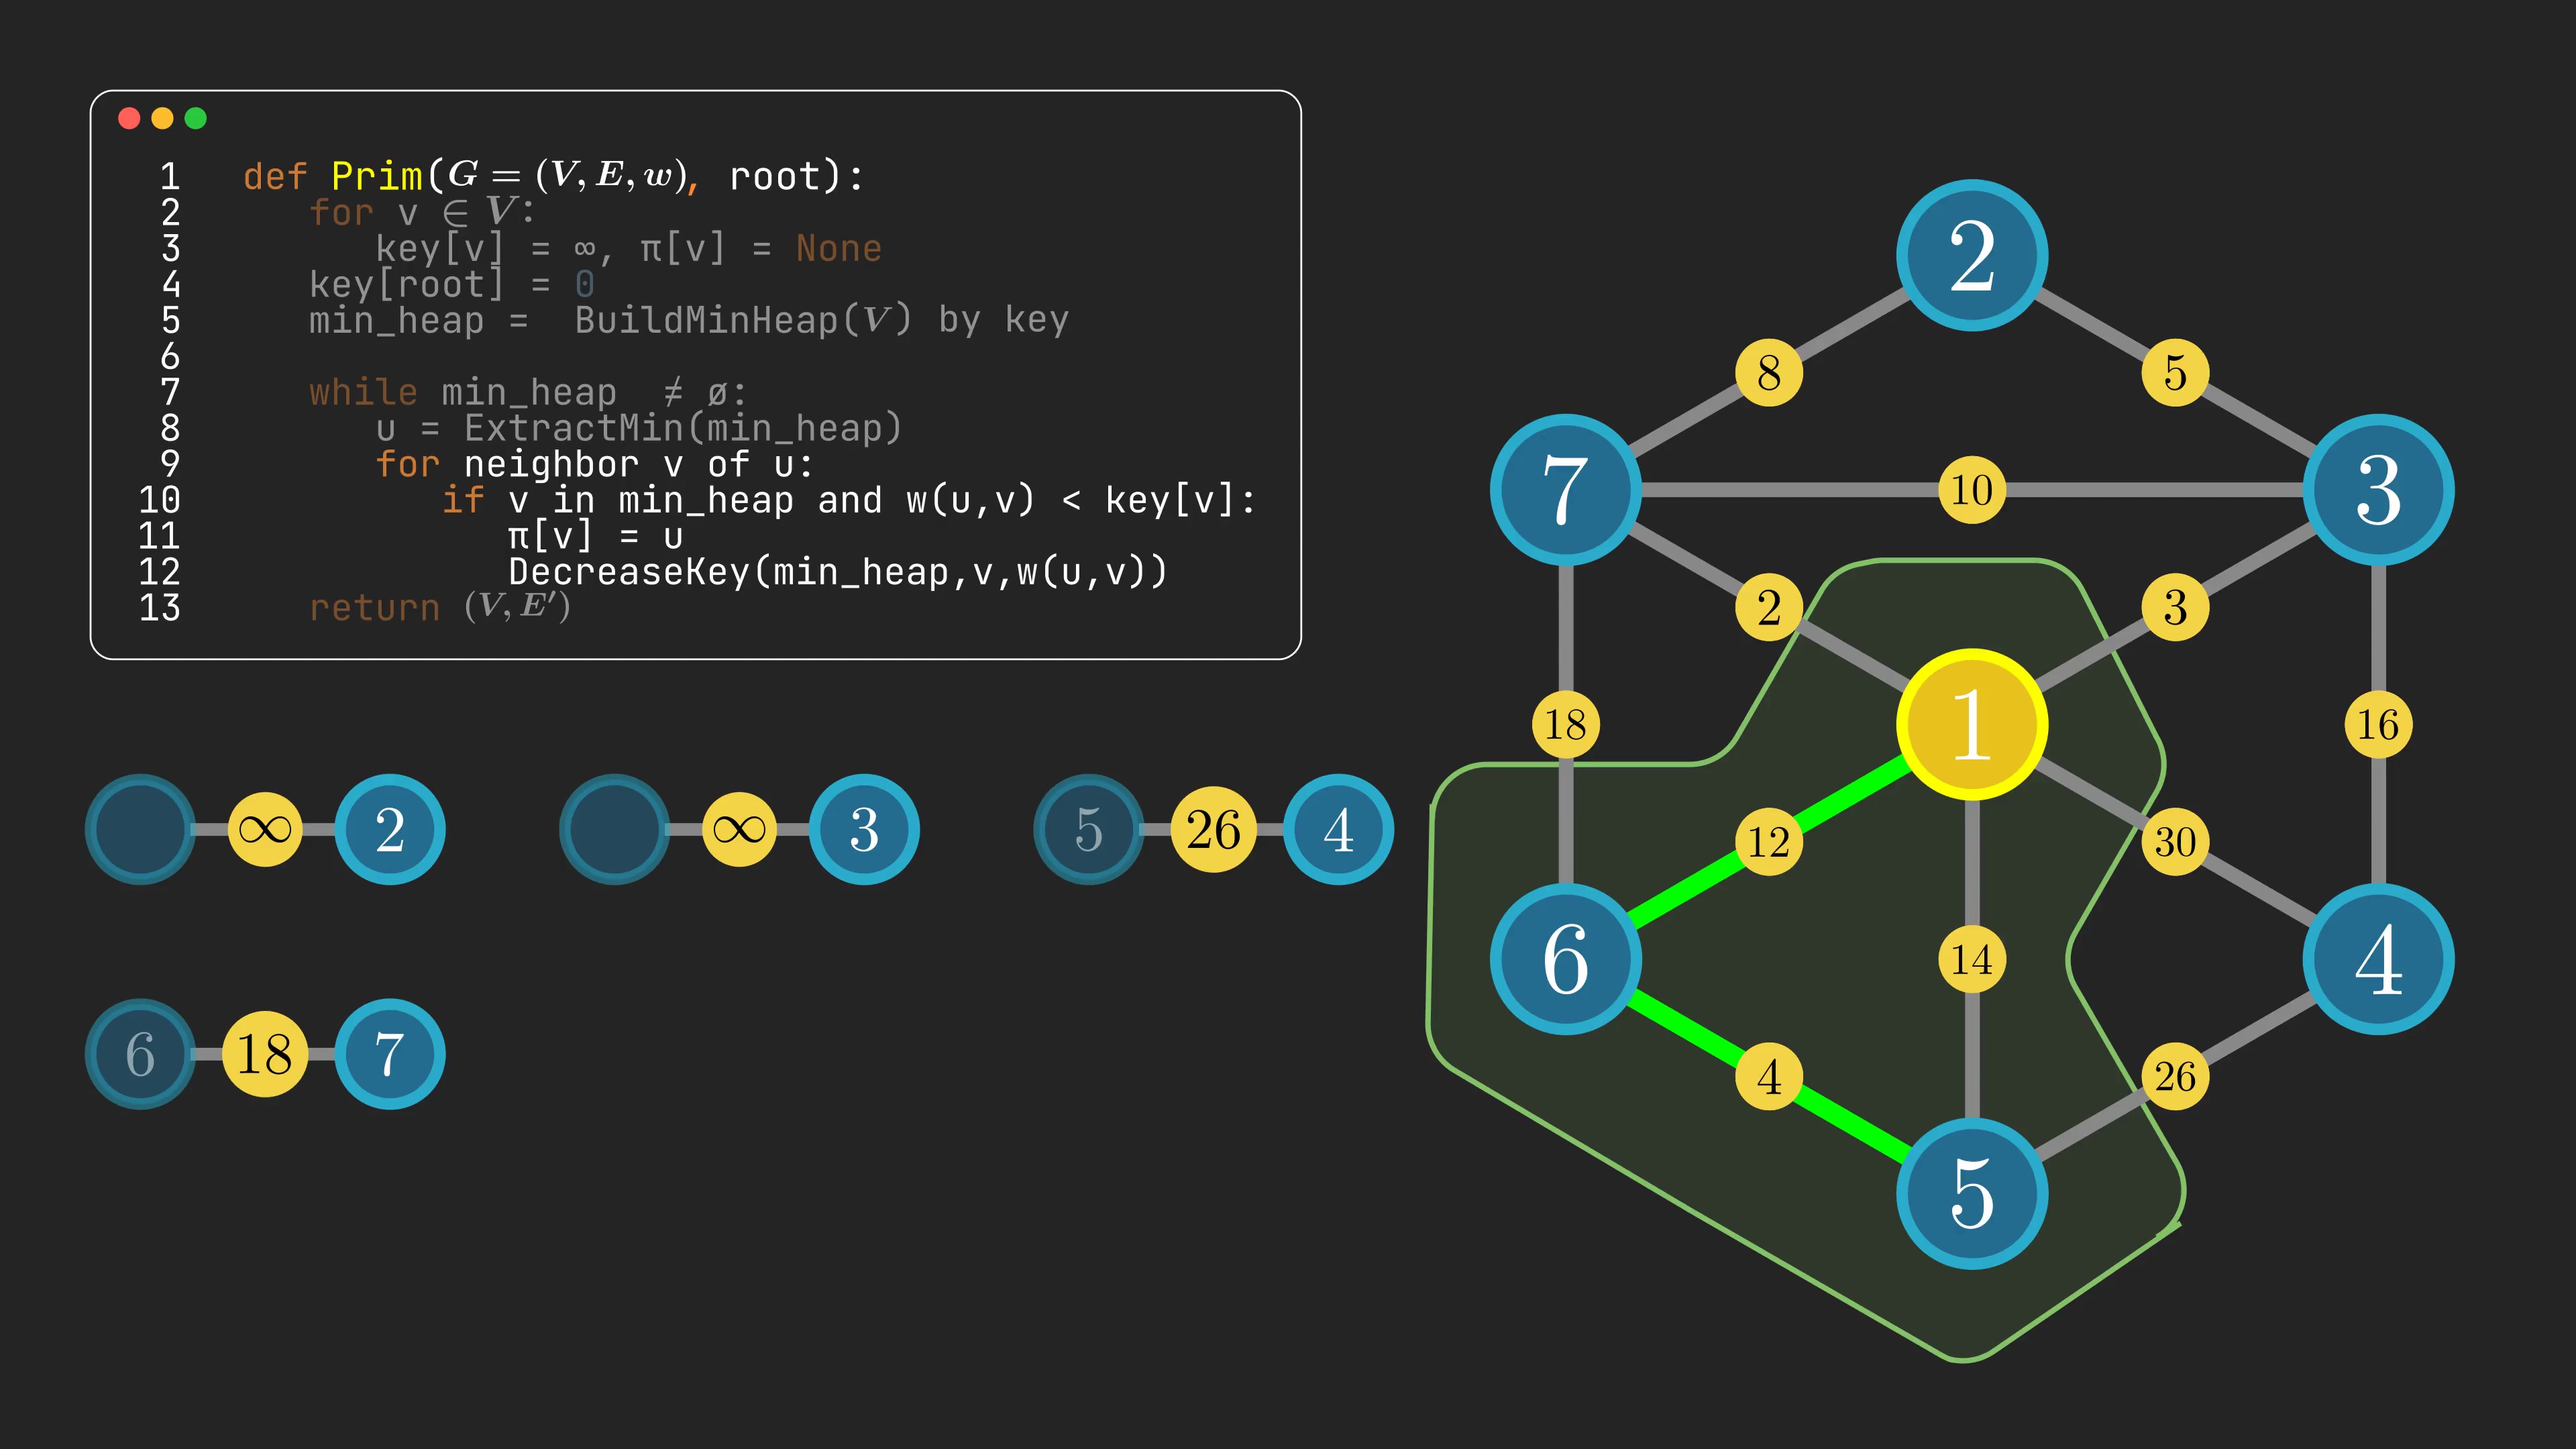 1 def Prim(G = (V, E, w), root):
2 for v ∈ V:
3 key[v] = ∞, π[v] = None
4 key[root] = 0
5 min_heap = BuildMinHeap(V) by key
6
7 while min_heap ≠ ø:
8 u = ExtractMin(min_heap)
9 for neighbor v of u:
10 if v in min_heap and w(u,v) < key[v]:
11 π[v] = u
12 DecreaseKey(min_heap,v,w(u,v))
13 return (V, E′)
∞ 2
∞ 3
5 26 4
6 18 7
2
8 5
7 10 3
2 3
18 1 16
12 30
6 14 4
4 26
5